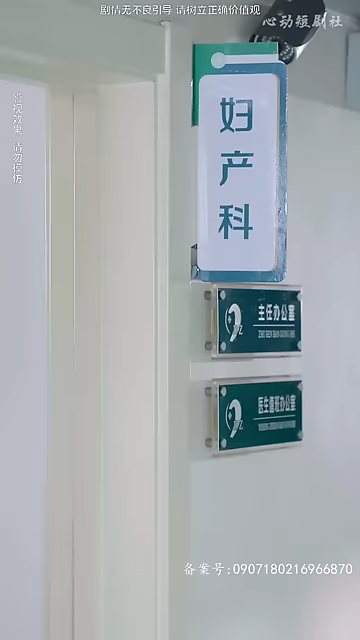 剧情无不良引导 请树立正确价值观
心动短剧社
影视效果 请勿模仿
妇产科
主任办公室
医生值班办公室
备案号:0907180216966870